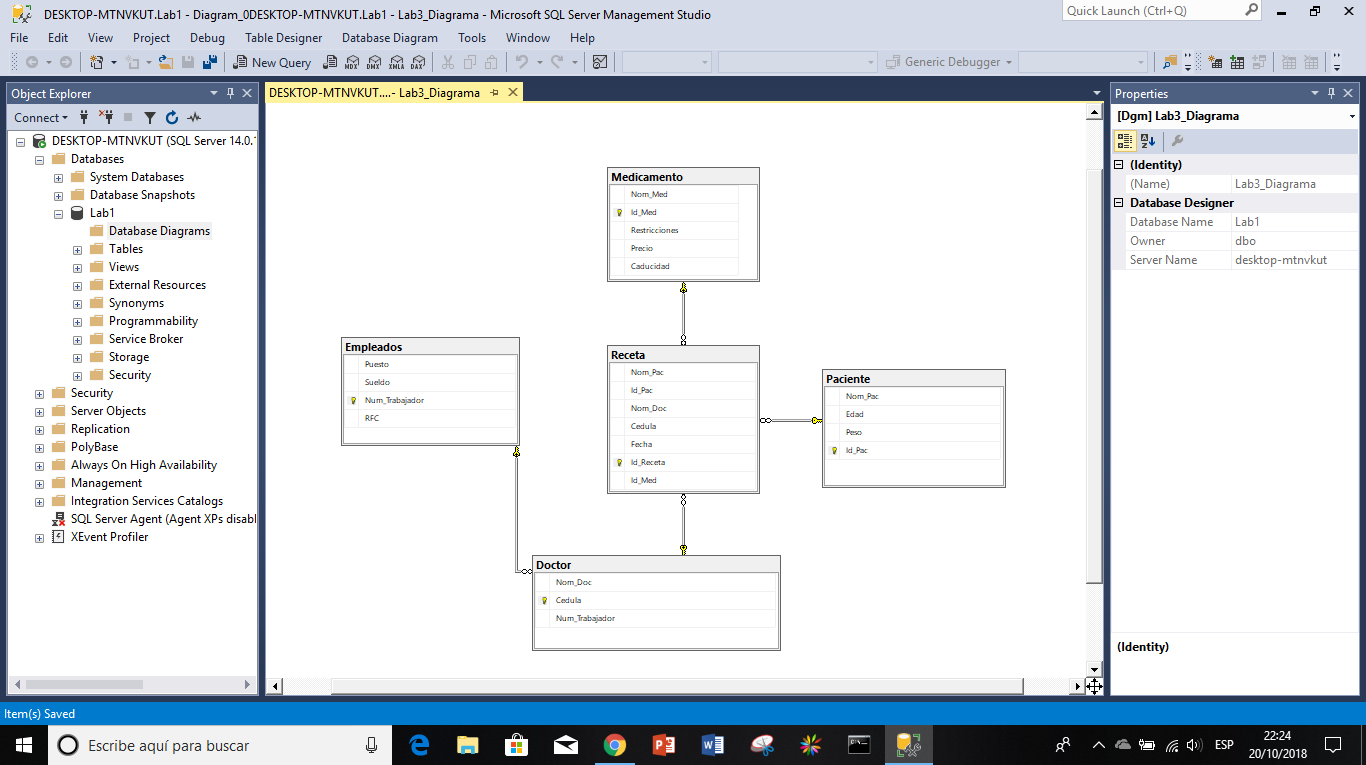 DESKTOP-MTNVKUT.Lab1 - Diagram_0DESKTOP-MTNVKUT.Lab1 - Lab3_Diagrama - Microsoft SQL Server Management Studio
Quick Launch (Ctrl+Q)
File Edit View Project Debug Table Designer Database Diagram Tools Window Help
New Query MDX DMX XMLA DAX Generic Debugger
Object Explorer
Connect
DESKTOP-MTNVKUT (SQL Server 14.0.
Databases
System Databases
Database Snapshots
Lab1
Database Diagrams
Tables
Views
External Resources
Synonyms
Programmability
Service Broker
Storage
Security
Security
Server Objects
Replication
PolyBase
Always On High Availability
Management
Integration Services Catalogs
SQL Server Agent (Agent XPs disabl
XEvent Profiler
DESKTOP-MTNVKUT....- Lab3_Diagrama
Medicamento
Nom_Med
Id_Med
Restricciones
Precio
Caducidad
Empleados
Puesto
Sueldo
Num_Trabajador
RFC
Receta
Nom_Pac
Id_Pac
Nom_Doc
Cedula
Fecha
Id_Receta
Id_Med
Paciente
Nom_Pac
Edad
Peso
Id_Pac
Doctor
Nom_Doc
Cedula
Num_Trabajador
Properties
[Dgm] Lab3_Diagrama
(Identity)
(Name) Lab3_Diagrama
Database Designer
Database Name Lab1
Owner dbo
Server Name desktop-mtnvkut
(Identity)
Item(s) Saved
Escribe aquí para buscar
ESP
22:24
20/10/2018